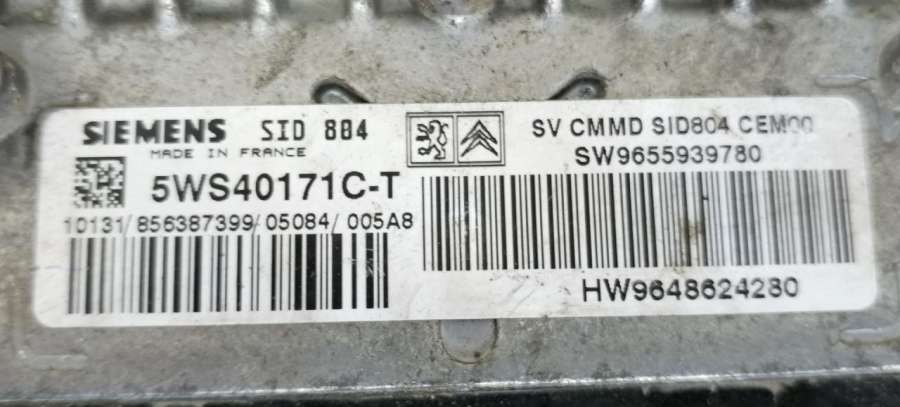 SIEMENS SID 804
MADE IN FRANCE
5WS40171C-T
10131/856387399/05084/005A8
SV CMMD SID804 CEM00
SW9655939780
HW9648624280